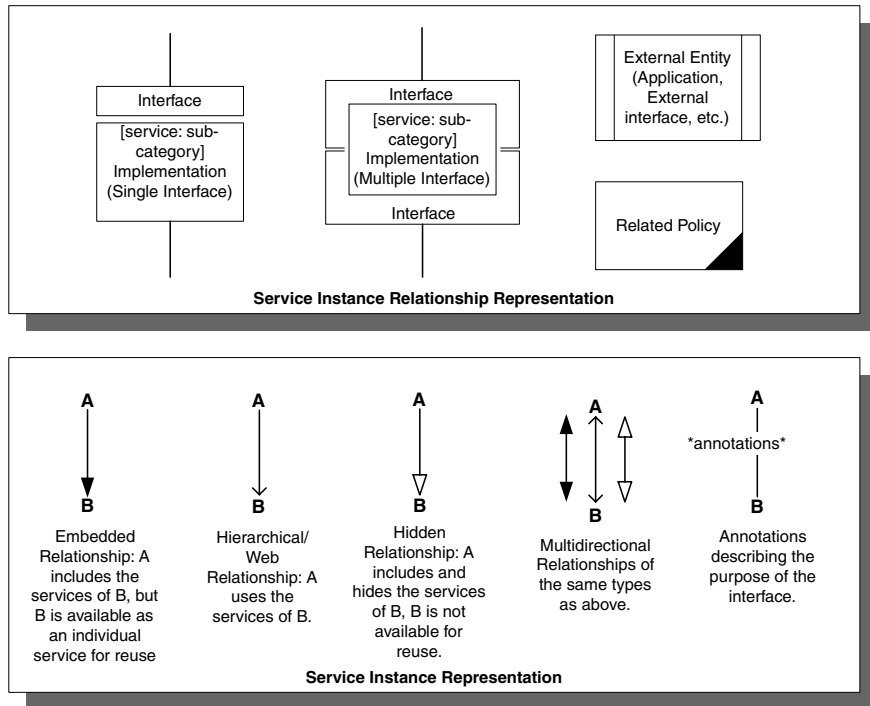 Interface
[service: sub-
category]
Implementation
(Single Interface)
Interface
[service: sub-
category]
Implementation
(Multiple Interface)
Interface
External Entity
(Application,
External
interface, etc.)
Related Policy
Service Instance Relationship Representation
A
B
Embedded
Relationship: A
includes the
services of B, but
B is available as
an individual
service for reuse
A
B
Hierarchical/
Web
Relationship: A
uses the
services of B.
A
B
Hidden
Relationship: A
includes and
hides the services
of B, B is not
available for
reuse.
A
B
Multidirectional
Relationships of
the same types
as above.
A
*annotations*
B
Annotations
describing the
purpose of the
interface.
Service Instance Representation